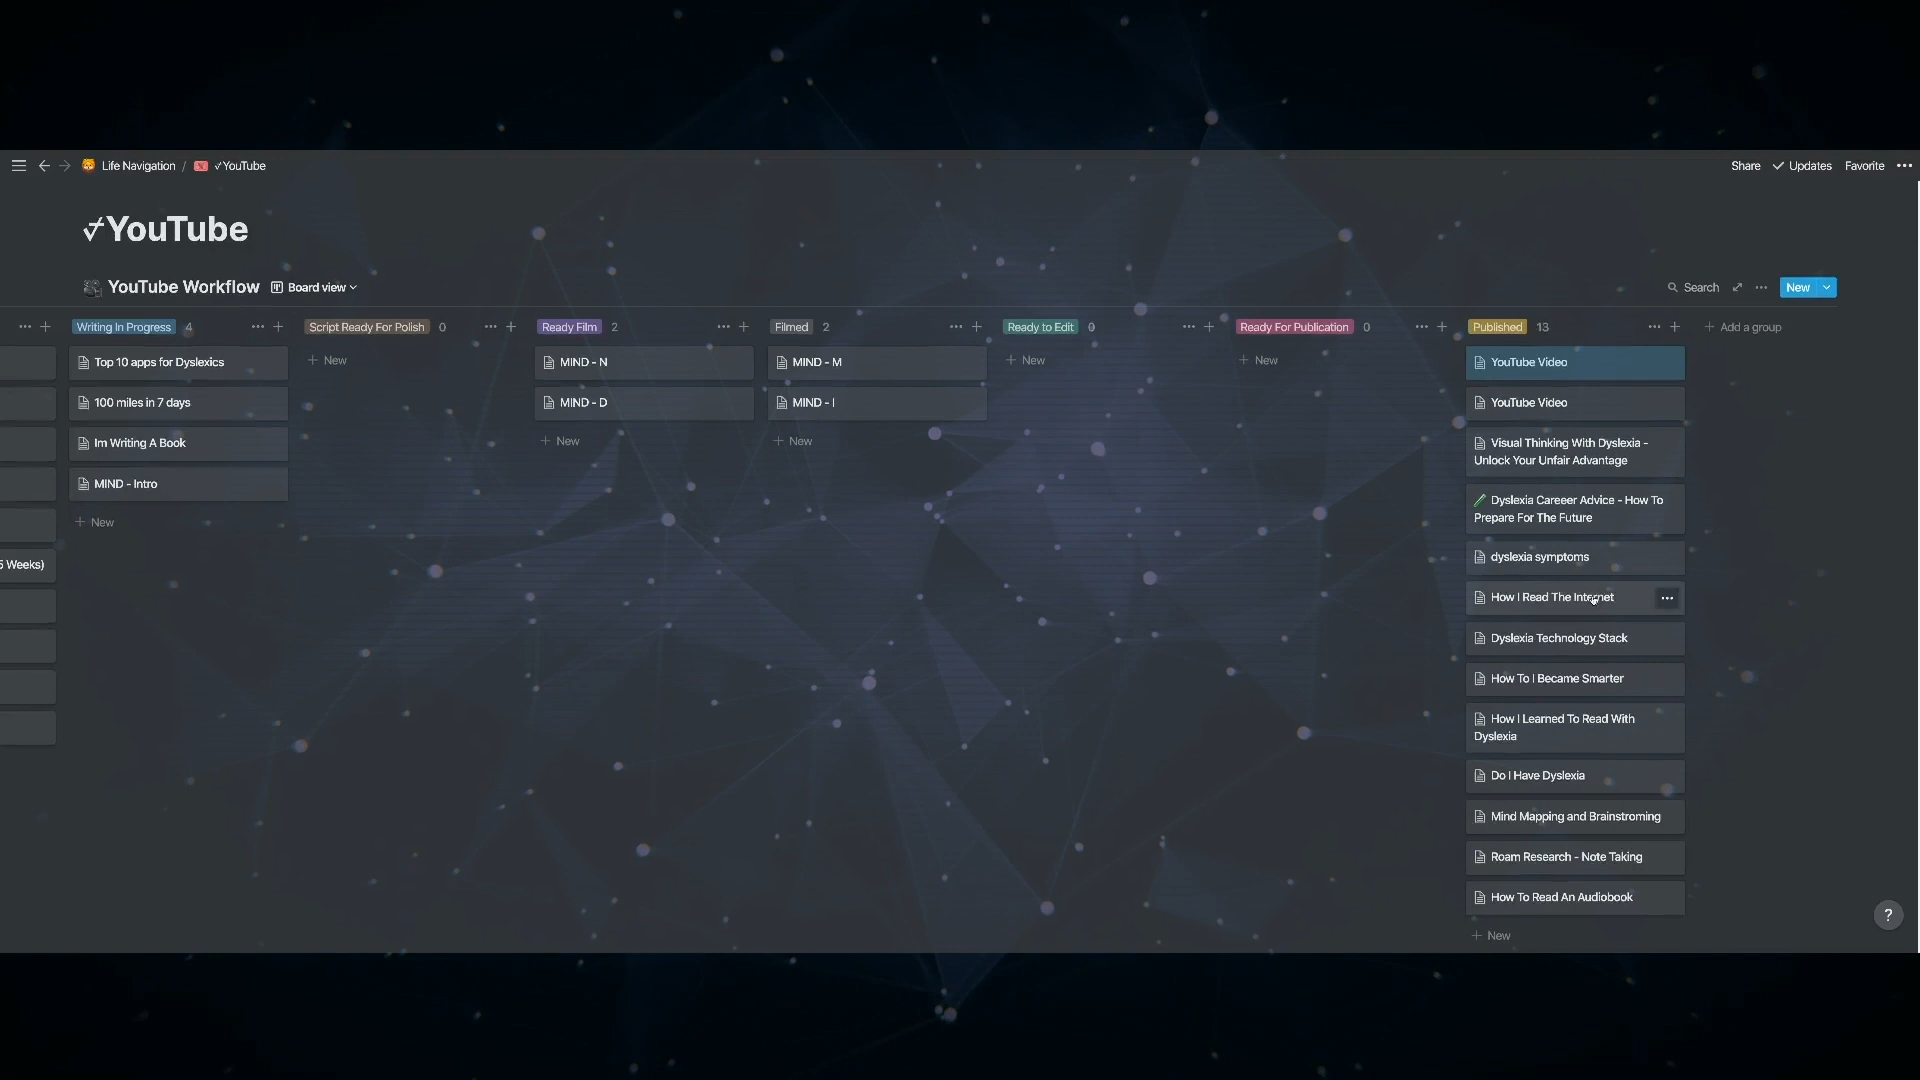 Life Navigation / √YouTube
Share Updates Favorite
√YouTube
YouTube Workflow Board view
Search New
Writing In Progress 4
Top 10 apps for Dyslexics
100 miles in 7 days
Im Writing A Book
MIND - Intro
+ New
Script Ready For Polish 0
+ New
Ready Film 2
MIND - N
MIND - D
+ New
Filmed 2
MIND - M
MIND - I
+ New
Ready to Edit 0
+ New
Ready For Publication 0
+ New
Published 13
YouTube Video
YouTube Video
Visual Thinking With Dyslexia -
Unlock Your Unfair Advantage
Dyslexia Careeer Advice - How To
Prepare For The Future
dyslexia symptoms
How I Read The Internet
Dyslexia Technology Stack
How To I Became Smarter
How I Learned To Read With
Dyslexia
Do I Have Dyslexia
Mind Mapping and Brainstroming
Roam Research - Note Taking
How To Read An Audiobook
+ New
+ Add a group
5 Weeks)
?